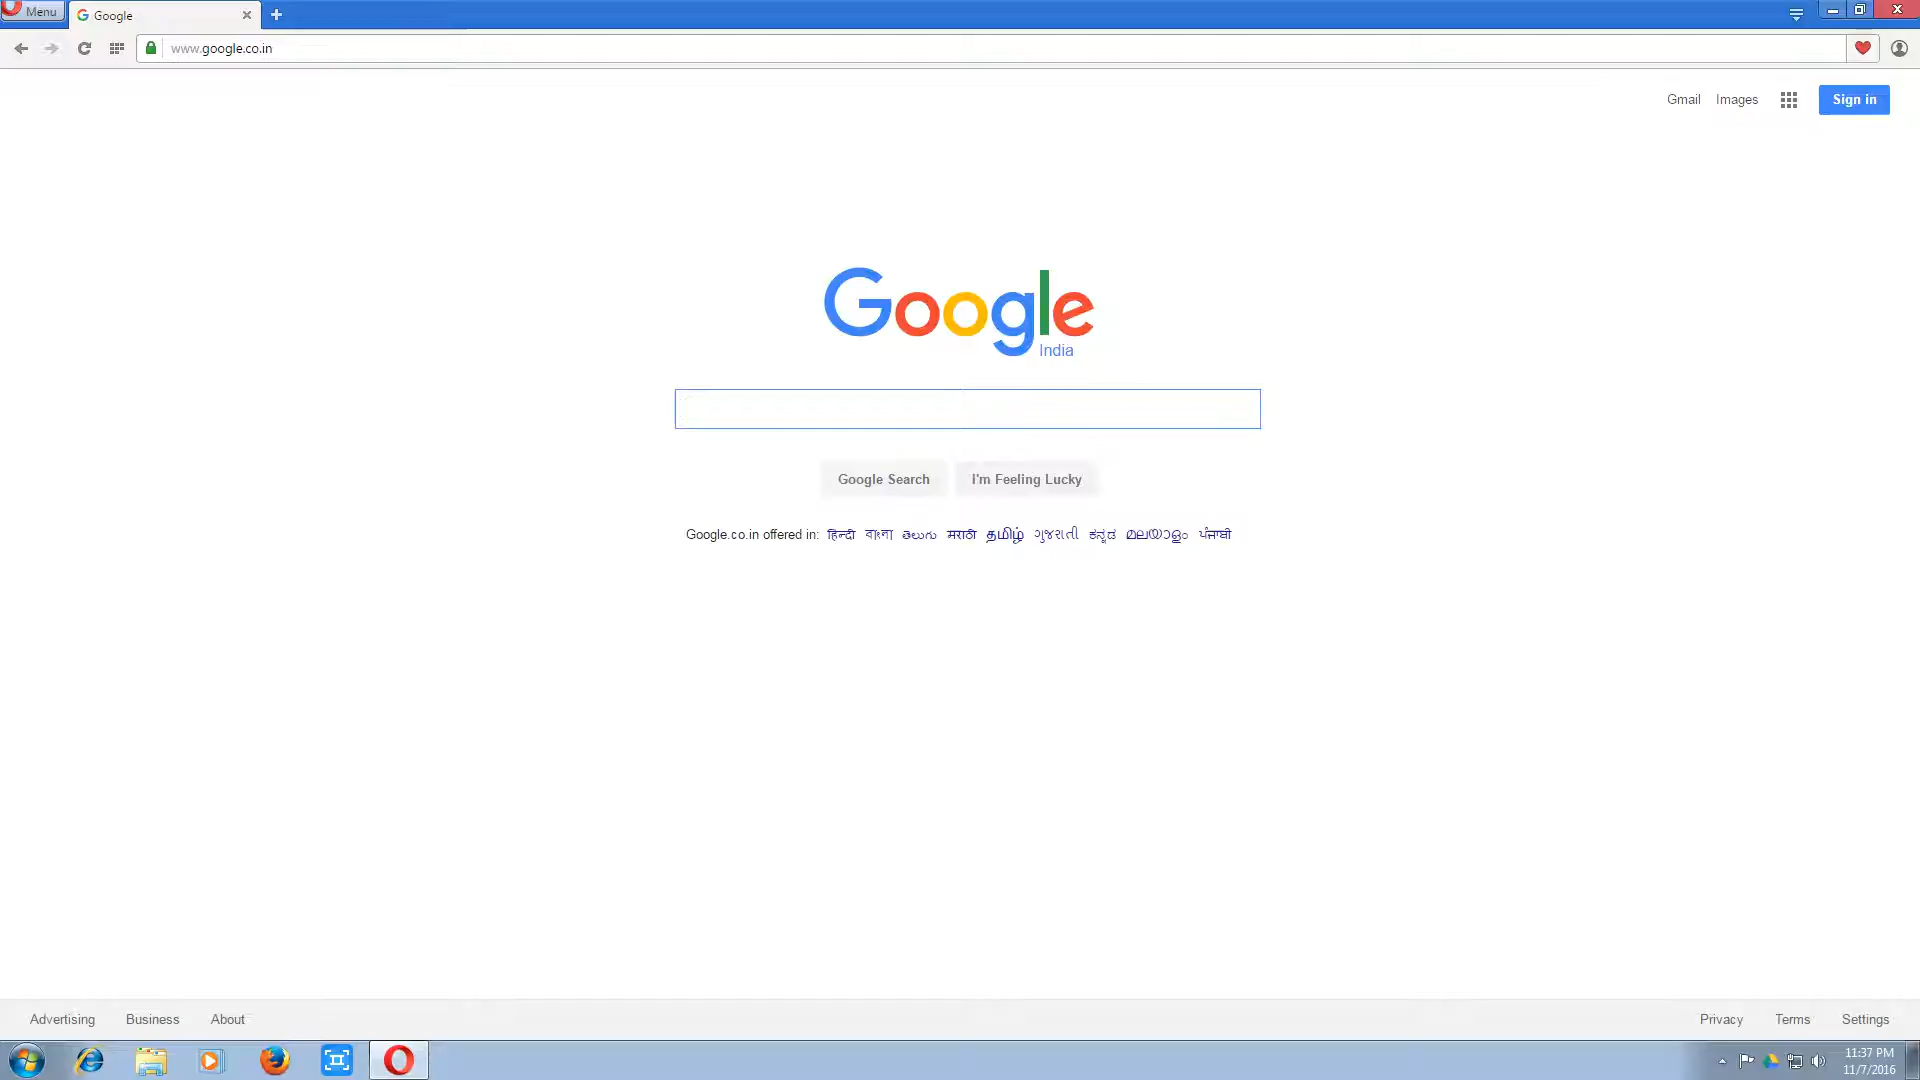 Menu
Google
www.google.co.in
Gmail Images Sign in
Google
India
Google Search I'm Feeling Lucky
Google.co.in offered in: हिन्दी বাংলা తెలుగు मराठी தமிழ் ગુજરાતી ಕನ್ನಡ മലയാളം ਪੰਜਾਬੀ
Advertising Business About Privacy Terms Settings
11:37 PM
11/7/2016